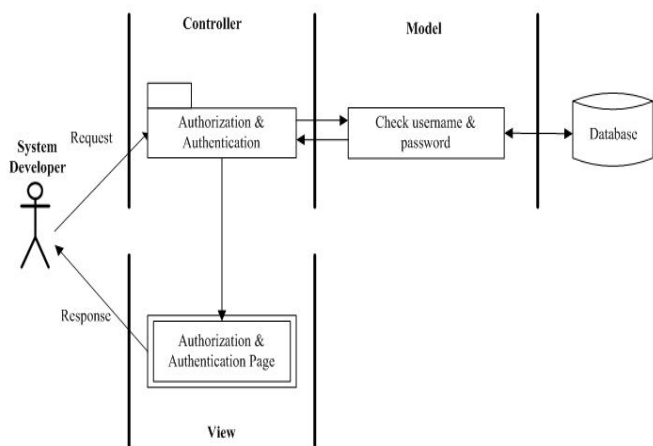 Controller
Model
Authorization &
Authentication
Check username &
password
Database
Request
System
Developer
Response
Authorization &
Authentication Page
View